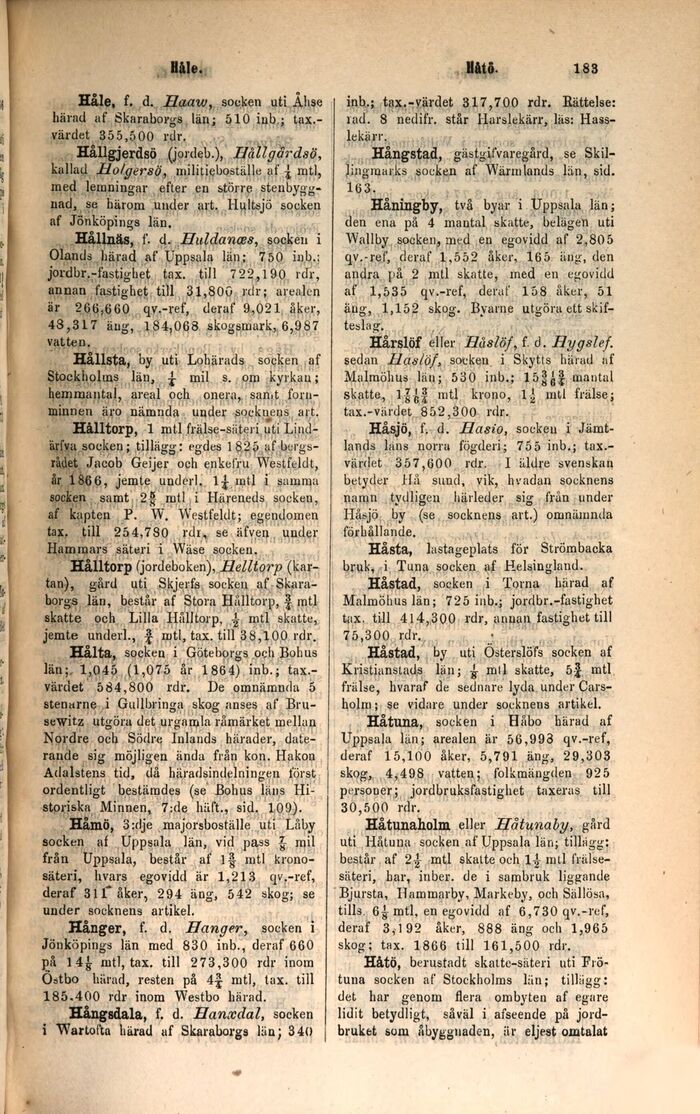 Håle.
Håtö.
183
Håle, f. d. Haaw, socken uti Åhse
härad af Skaraborgs län; 510 inb.; tax.-
värdet 355,500 rdr.
Hållgjerdsö (jordeb.), Hållgårdsö,
kallad Holgersö, militieboställe af ¼ mtl,
med lemningar efter en större stenbygg-
nad, se härom under art. Hultsjö socken
af Jönköpings län.
Hållnäs, f. d. Huldanæs, socken i
Olands härad af Uppsala län; 750 inb.;
jordbr.-fastighet tax. till 722,190 rdr,
annan fastighet till 31,800 rdr; arealen
är 266,660 qv.-ref, deraf 9,021 åker,
48,317 äng, 184,068 skogsmark, 6,987
vatten.
Hållsta, by uti Lohärads socken af
Stockholms län, ¼ mil s. om kyrkan;
hemmantal, areal och onera, samt forn-
minnen äro nämnda under socknens art.
Hålltorp, 1 mtl frälse-säteri uti Lind-
ärfva socken; tillägg: egdes 1825 af bergs-
rådet Jacob Geijer och enkefru Westfeldt,
år 1866, jemte underl. 1¼ mtl i samma
socken samt 2⅝ mtl i Häreneds socken,
af kapten P. W. Westfeldt; egendomen
tax. till 254,780 rdr, se äfven under
Hammars säteri i Wäse socken.
Hålltorp (jordeboken), Helltorp (kar-
tan), gård uti Skjerfs socken af Skara-
borgs län, består af Stora Hålltorp, ¾ mtl
skatte och Lilla Hålltorp, mtl skatte,
jemte underl., ¾ mtl, tax. till 38,100 rdr.
Hålta, socken i Göteborgs och Bohus
län; 1,045 (1,075 år 1864) inb.; tax.-
värdet 584,800 rdr. De omnämnda 5
stenarne i Gullbringa skog anses af Bru-
sewitz utgöra det urgamla råmärket mellan
Nordre och Södre Inlands härader, date-
rande sig möjligen ända från kon. Hakon
Adalstens tid, då häradsindelningen först
ordentligt bestämdes (se Bohus läns Hi-
storiska Minnen, 7:de häft., sid. 109).
Håmö, 3:dje majorsboställe uti Låby
socken af Uppsala län, vid pass ⅞ mil
från Uppsala, består af 1⅜ mtl krono-
säteri, hvars egovidd är 1,213 qv.-ref,
deraf 311 åker, 294 äng, 542 skog; se
under socknens artikel.
Hånger, f. d. Hanger, socken i
Jönköpings län med 830 inb., deraf 660
på 14⅛ mtl, tax. till 273,300 rdr inom
Östbo härad, resten på 4¾ mtl, tax. till
185.400 rdr inom Westbo härad.
Hångsdala, f. d. Hanædal, socken
i Wartofta härad af Skaraborgs län; 340
inb.; tax.-värdet 317,700 rdr. Rättelse:
rad. 8 nedifr. står Harslekärr, läs: Hass-
lekärr.
Hångstad, gästgifvaregård, se Skil-
lingmarks socken af Wärmlands län, sid.
163.
Håningby, två byar i Uppsala län;
den ena på 4 mantal skatte, belägen uti
Wallby socken, med en egovidd af 2,805
qv.-ref, deraf 1,552 åker, 165 äng, den
andra på 2 mtl skatte, med en egovidd
af 1,535 qv.-ref, deraf 158 åker, 51
äng, 1,152 skog. Byarne utgöra ett skif-
teslag.
Hårslöf eller Håslöf, f. d. Hygslef.
sedan Haslöf, socken i Skytts härad af
Malmöhus län; 530 inb.; mantal
skatte, mtl krono, 1½ mtl frälse;
tax.-värdet 852,300 rdr.
Håsjö, f. d. Hasio, socken i Jämt-
lands läns norra fögderi; 755 inb.; tax.-
värdet 357,600 rdr. I äldre svenskan
betyder Hå sund, vik, hvadan socknens
namn tydligen härleder sig från under
Håsjö by (se socknens art.) omnämnda
förhållande.
Håsta, lastageplats för Strömbacka
bruk, i Tuna socken af Helsingland.
Håstad, socken i Torna härad af
Malmöhus län; 725 inb.; jordbr.-fastighet
tax. till 414,300 rdr, annan fastighet till
75,300 rdr.
Håstad, by uti Österslöfs socken af
Kristianstads län; ⅛ mtl skatte, 5¾ mtl
frälse, hvaraf de sednare lyda under Cars-
holm; se vidare under socknens artikel.
Håtuna, socken i Håbo härad af
Uppsala län; arealen är 56,993 qv.-ref,
deraf 15,100 åker, 5,791 äng, 29,303
skog, 4,498 vatten; folkmängden 925
personer; jordbruksfastighet taxeras till
30,500 rdr.
Håtunaholm eller Håtunaby, gård
uti Håtuna socken af Uppsala län; tillägg:
består af 2½ mtl skatte och 1½ mtl frälse-
säteri, har, inber. de i sambruk liggande
Bjursta, Hammarby, Markeby, och Sällösa,
tills. 6⅛ mtl, en egovidd af 6,730 qv.-ref,
deraf 3,192 åker, 888 äng och 1,965
skog; tax. 1866 till 161,500 rdr.
Håtö, berustadt skatte-säteri uti Frö-
tuna socken af Stockholms län; tillägg:
det har genom flera ombyten af egare
lidit betydligt, såväl i afseende på jord-
bruket som åbyggnaden, är eljest omtalat